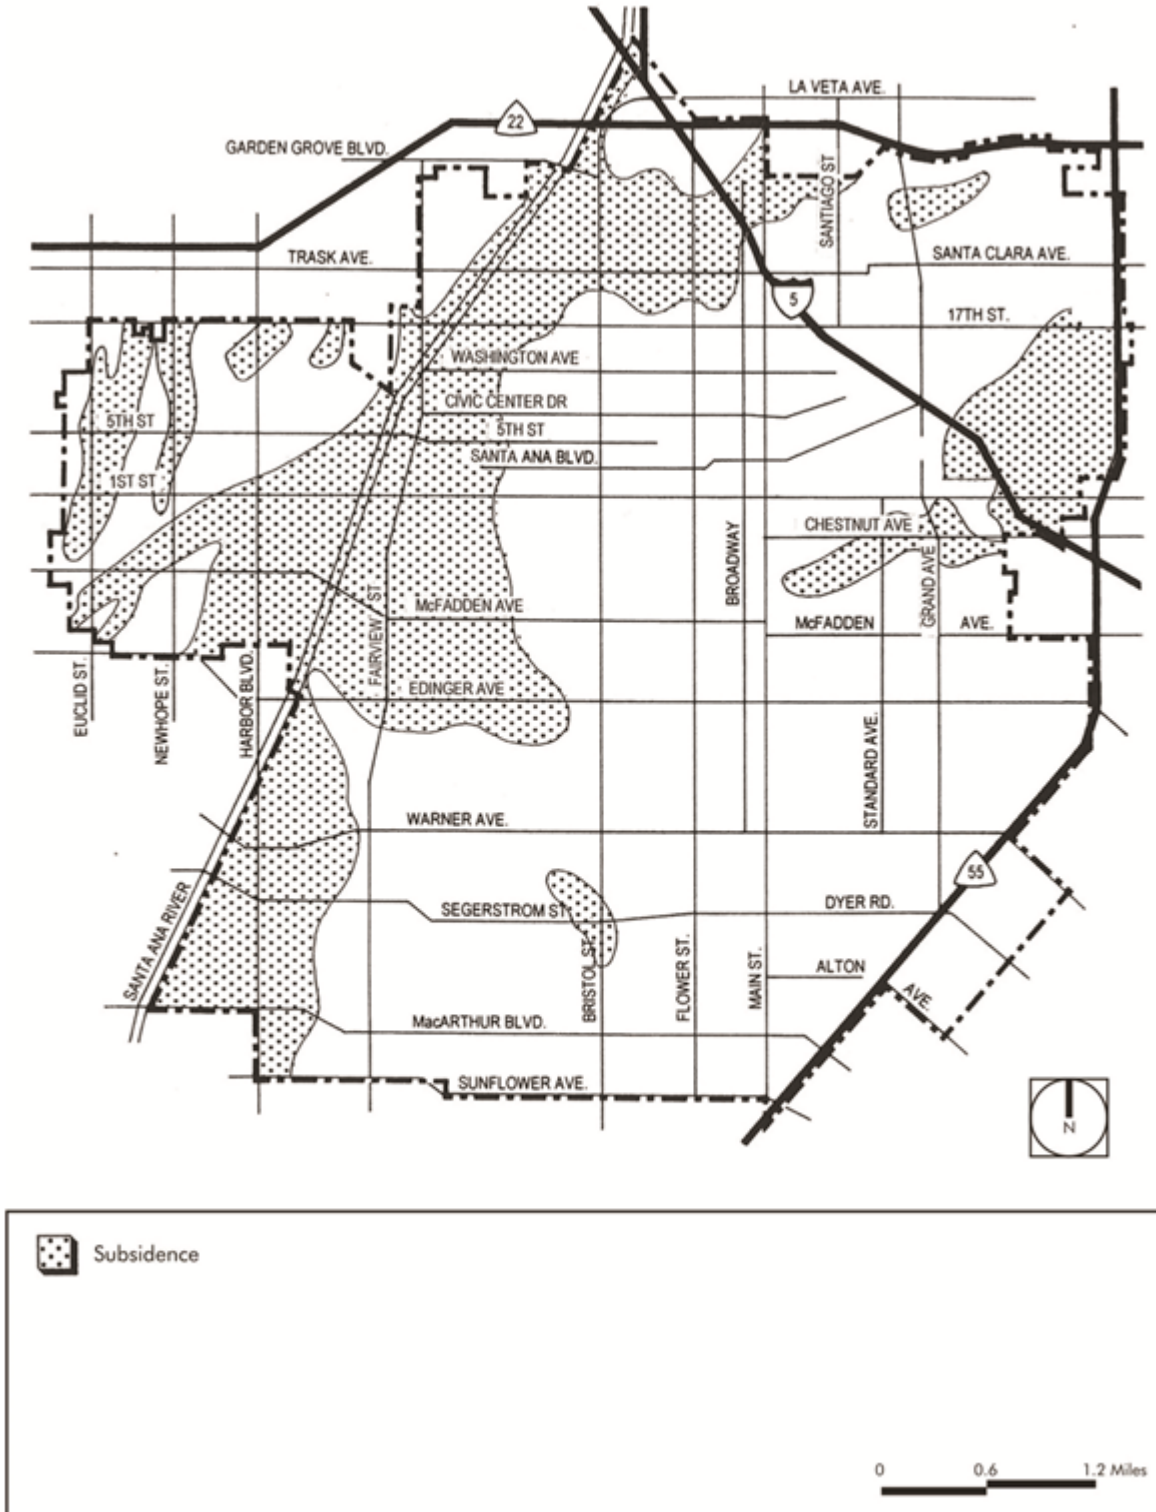 LA VETA AVE.
22
GARDEN GROVE BLVD.
SANTIAGO ST
TRASK AVE.
SANTA CLARA AVE.
5
17TH ST.
WASHINGTON AVE
CIVIC CENTER DR
5TH ST
5TH ST
SANTA ANA BLVD.
1ST ST
CHESTNUT AVE
BROADWAY
GRAND AVE
FAIRVIEW ST
McFADDEN AVE
McFADDEN AVE.
EUCLID ST.
NEWHOPE ST.
HARBOR BLVD.
EDINGER AVE
STANDARD AVE.
WARNER AVE.
55
SANTA ANA RIVER
SEGERSTROM ST
DYER RD.
BRISTOL ST.
FLOWER ST.
MAIN ST.
ALTON AVE.
MacARTHUR BLVD.
SUNFLOWER AVE.
N
Subsidence
0 0.6 1.2 Miles